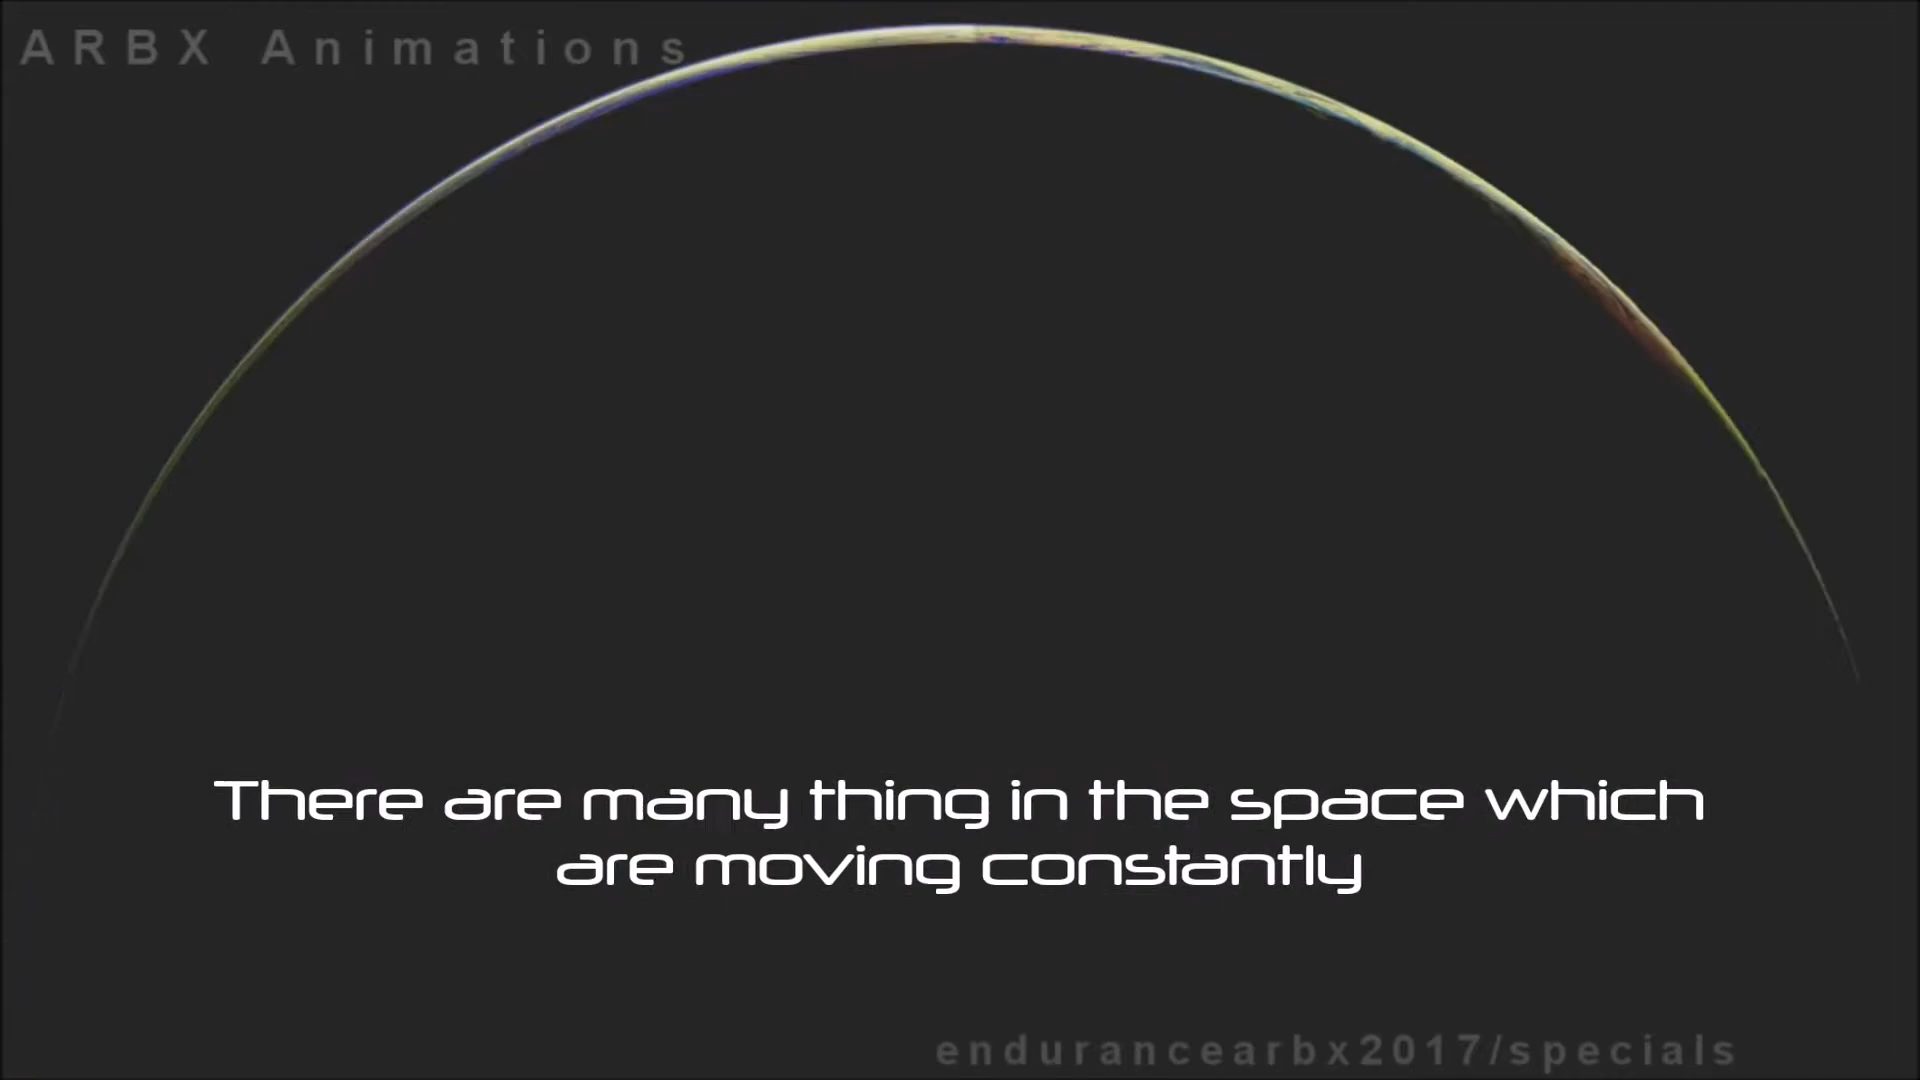 ARBX Animations
There are many thing in the space which
are moving constantly
endurancearbx2017/specials